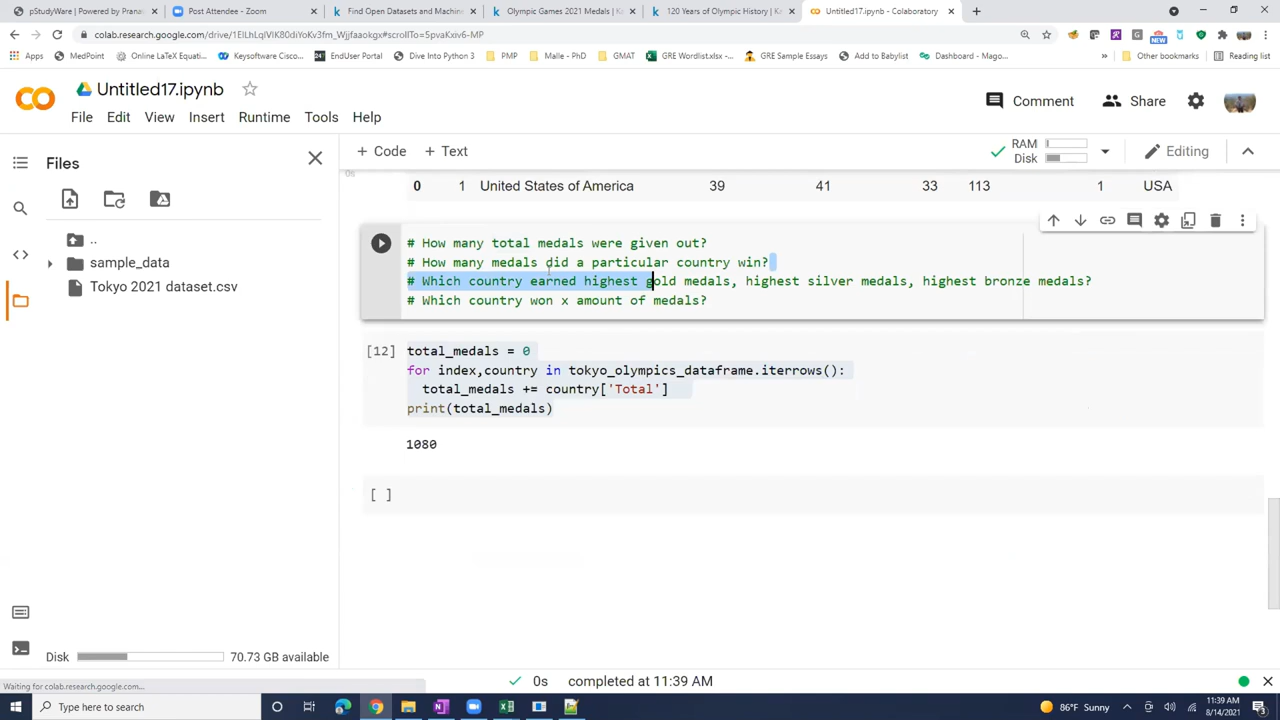 pStudyWare | Powered by Prana
Post Attendee - Zoom
Find Open Datasets and Machine
Olympic Games 2021 Medals | Ka
120 Years of Olympic History | K
Untitled17.ipynb - Colaboratory
colab.research.google.com/drive/1EILhLqlVIK80diYoKv3fm_Wjjfaaokgx#scrollTo=5pvaKxiv6-MP
Apps
MedPoint
Online LaTeX Equati...
Keysoftware Cisco...
EndUser Portal
Dive Into Python 3
PMP
Malle - PhD
GMAT
GRE Wordlist.xlsx -...
GRE Sample Essays
Add to Babylist
Dashboard - Mago...
»
Other bookmarks
Reading list
Untitled17.ipynb
Comment
Share
File Edit View Insert Runtime Tools Help
+ Code + Text
RAM
Disk
Editing
Files
..
sample_data
Tokyo 2021 dataset.csv
Disk 70.73 GB available
0s
0 1 United States of America 39 41 33 113 1 USA
# How many total medals were given out?
# How many medals did a particular country win?
# Which country earned highest gold medals, highest silver medals, highest bronze medals?
# Which country won x amount of medals?
[12]
total_medals = 0
for index,country in tokyo_olympics_dataframe.iterrows():
total_medals += country['Total']
print(total_medals)
1080
[ ]
Waiting for colab.research.google.com...
0s completed at 11:39 AM
Type here to search
86°F Sunny
11:39 AM
8/14/2021